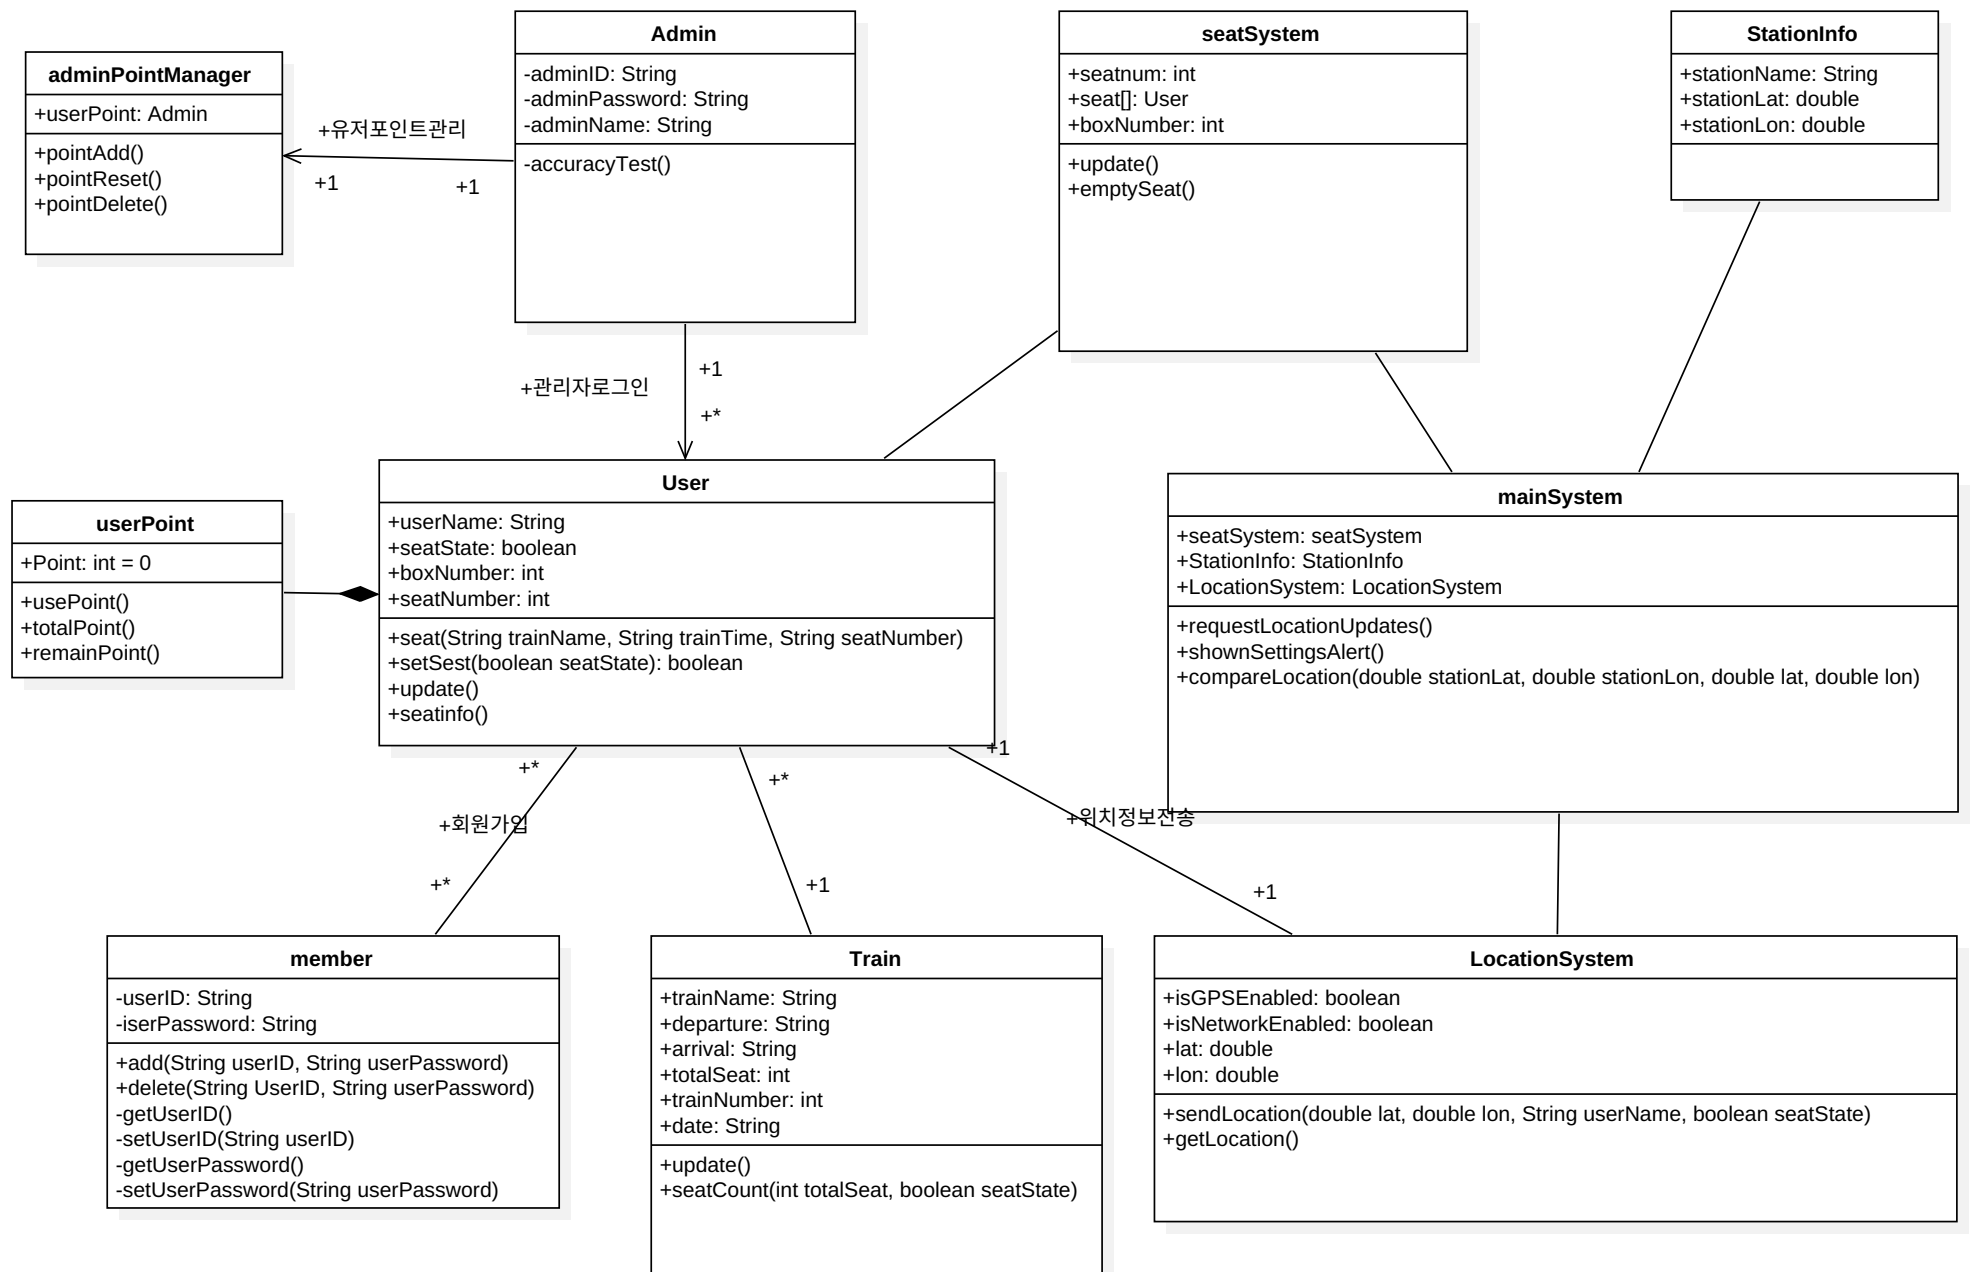 adminPointManager
+userPoint: Admin
+pointAdd()
+pointReset()
+pointDelete()
+유저포인트관리
+1
+1
Admin
-adminID: String
-adminPassword: String
-adminName: String
-accuracyTest()
seatSystem
+seatnum: int
+seat[]: User
+boxNumber: int
+update()
+emptySeat()
StationInfo
+stationName: String
+stationLat: double
+stationLon: double
+관리자로그인
+1
+*
userPoint
+Point: int = 0
+usePoint()
+totalPoint()
+remainPoint()
User
+userName: String
+seatState: boolean
+boxNumber: int
+seatNumber: int
+seat(String trainName, String trainTime, String seatNumber)
+setSest(boolean seatState): boolean
+update()
+seatinfo()
mainSystem
+seatSystem: seatSystem
+StationInfo: StationInfo
+LocationSystem: LocationSystem
+requestLocationUpdates()
+shownSettingsAlert()
+compareLocation(double stationLat, double stationLon, double lat, double lon)
+*
+회원가입
+*
+*
+1
+1
+위치정보전송
+1
member
-userID: String
-iserPassword: String
+add(String userID, String userPassword)
+delete(String UserID, String userPassword)
-getUserID()
-setUserID(String userID)
-getUserPassword()
-setUserPassword(String userPassword)
Train
+trainName: String
+departure: String
+arrival: String
+totalSeat: int
+trainNumber: int
+date: String
+update()
+seatCount(int totalSeat, boolean seatState)
LocationSystem
+isGPSEnabled: boolean
+isNetworkEnabled: boolean
+lat: double
+lon: double
+sendLocation(double lat, double lon, String userName, boolean seatState)
+getLocation()